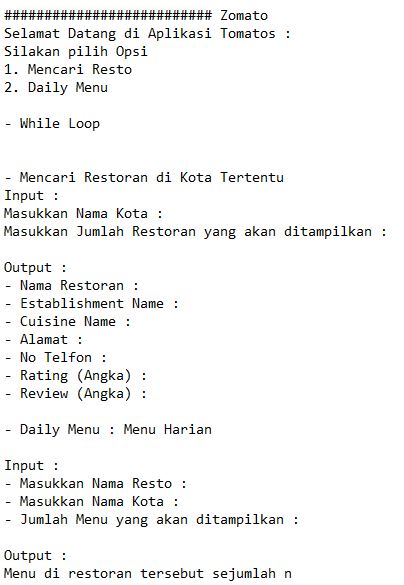 ########################## Zomato
Selamat Datang di Aplikasi Tomatos :
Silakan pilih Opsi
1. Mencari Resto
2. Daily Menu
- While Loop
- Mencari Restoran di Kota Tertentu
Input :
Masukkan Nama Kota :
Masukkan Jumlah Restoran yang akan ditampilkan :
Output :
- Nama Restoran :
- Establishment Name :
- Cuisine Name :
- Alamat :
- No Telfon :
- Rating (Angka) :
- Review (Angka) :
- Daily Menu : Menu Harian
Input :
- Masukkan Nama Resto :
- Masukkan Nama Kota :
- Jumlah Menu yang akan ditampilkan :
Output :
Menu di restoran tersebut sejumlah n